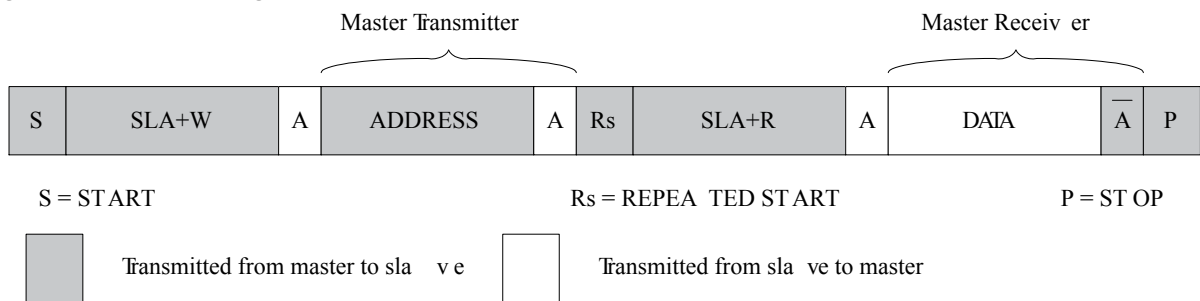 Master Transmitter Master Receiv er
S SLA+W A ADDRESS A Rs SLA+R A DATA A P
S = ST ART Rs = REPEA TED ST ART P = ST OP
Transmitted from master to sla v e Transmitted from sla ve to master